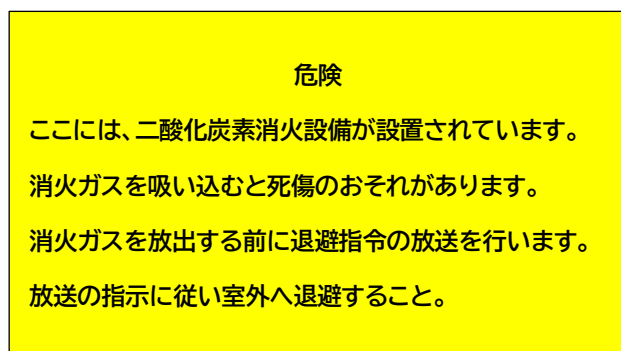 危険
ここには、二酸化炭素消火設備が設置されています。
消火ガスを吸い込むと死傷のおそれがあります。
消火ガスを放出する前に退避指令の放送を行います。
放送の指示に従い室外へ退避すること。